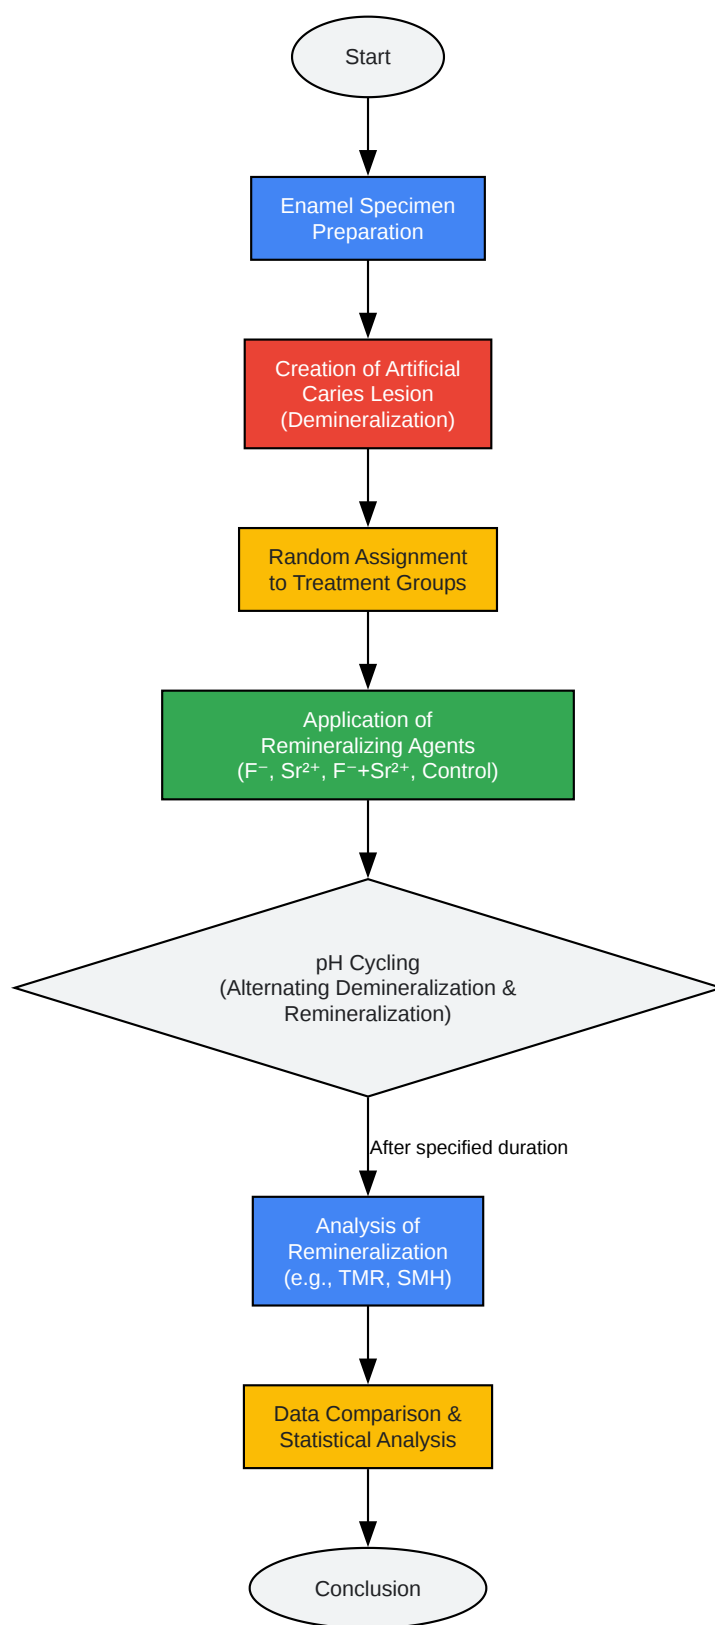 Start
Enamel Specimen
Preparation
Creation of Artificial
Caries Lesion
(Demineralization)
Random Assignment
to Treatment Groups
Application of
Remineralizing Agents
(F⁻, Sr²⁺, F⁻+Sr²⁺, Control)
pH Cycling
(Alternating Demineralization &
Remineralization)
After specified duration
Analysis of
Remineralization
(e.g., TMR, SMH)
Data Comparison &
Statistical Analysis
Conclusion